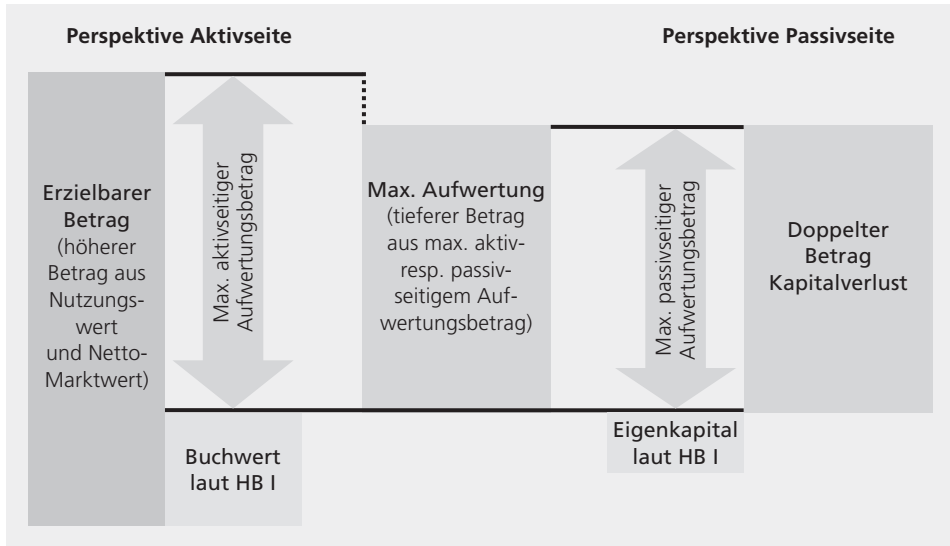 Perspektive Aktivseite
Perspektive Passivseite
Erzielbarer
Betrag
(höherer
Betrag aus
Nutzungs-
wert
und Netto-
Marktwert)
Max. aktivseitiger
Aufwertungsbetrag
Buchwert
laut HB I
Max. Aufwertung
(tieferer Betrag
aus max. aktiv-
resp. passiv-
seitigem Auf-
wertungsbetrag)
Max. passivseitiger
Aufwertungsbetrag
Eigenkapital
laut HB I
Doppelter
Betrag
Kapitalverlust